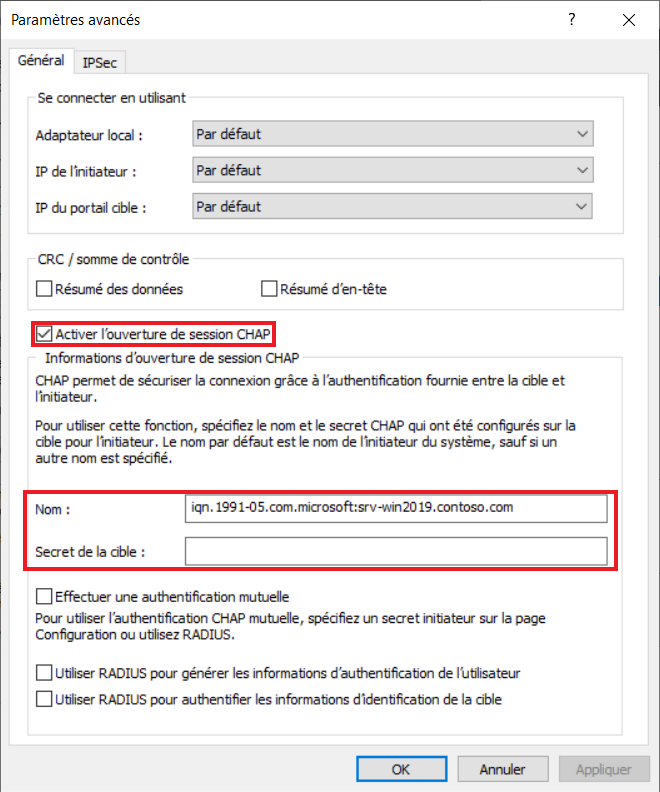 Paramètres avancés
?
Général
IPSec
Se connecter en utilisant
Adaptateur local :
Par défaut
IP de l'initiateur :
Par défaut
IP du portail cible :
Par défaut
CRC / somme de contrôle
Résumé des données
Résumé d'en-tête
Activer l'ouverture de session CHAP
Informations d'ouverture de session CHAP
CHAP permet de sécuriser la connexion grâce à l'authentification fournie entre la cible et
l'initiateur.
Pour utiliser cette fonction, spécifiez le nom et le secret CHAP qui ont été configurés sur la
cible pour l'initiateur. Le nom par défaut est le nom de l'initiateur du système, sauf si un
autre nom est spécifié.
Nom :
iqn.1991-05.com.microsoft:srv-win2019.contoso.com
Secret de la cible :
Effectuer une authentification mutuelle
Pour utiliser l'authentification CHAP mutuelle, spécifiez un secret initiateur sur la page
Configuration ou utilisez RADIUS.
Utiliser RADIUS pour générer les informations d'authentification de l'utilisateur
Utiliser RADIUS pour authentifier les informations d'identification de la cible
OK
Annuler
Appliquer